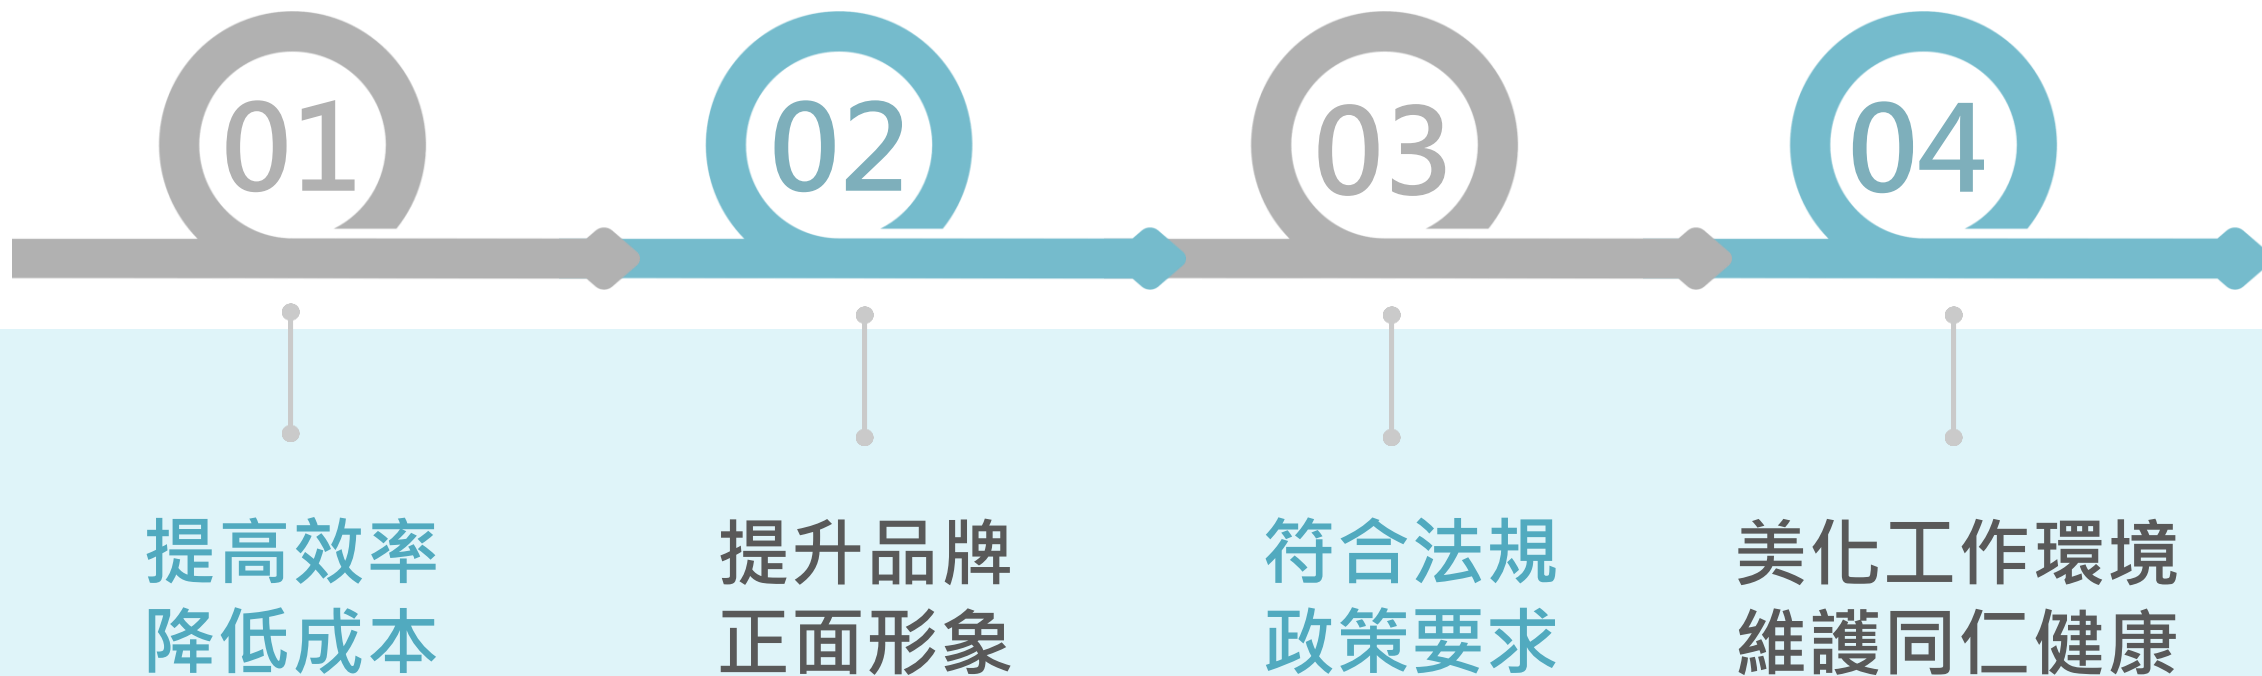 01
02
03
04
提高效率
降低成本
提升品牌
正面形象
符合法規
政策要求
美化工作環境
維護同仁健康